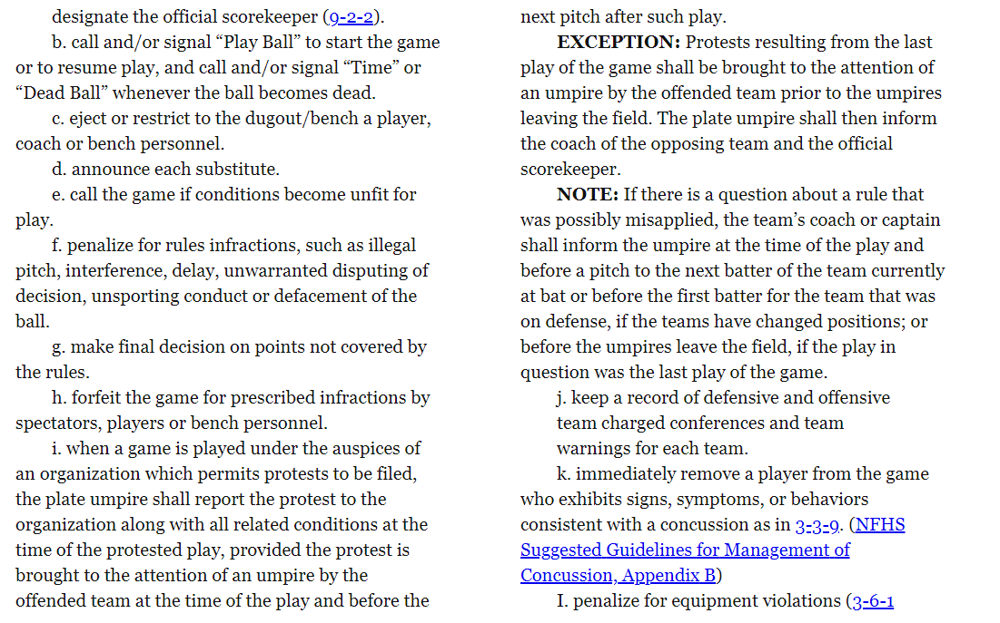 designate the official scorekeeper (9-2-2).
b. call and/or signal “Play Ball” to start the game
or to resume play, and call and/or signal “Time” or
“Dead Ball” whenever the ball becomes dead.
c. eject or restrict to the dugout/bench a player,
coach or bench personnel.
d. announce each substitute.
e. call the game if conditions become unfit for
play.
f. penalize for rules infractions, such as illegal
pitch, interference, delay, unwarranted disputing of
decision, unsporting conduct or defacement of the
ball.
g. make final decision on points not covered by
the rules.
h. forfeit the game for prescribed infractions by
spectators, players or bench personnel.
i. when a game is played under the auspices of
an organization which permits protests to be filed,
the plate umpire shall report the protest to the
organization along with all related conditions at the
time of the protested play, provided the protest is
brought to the attention of an umpire by the
offended team at the time of the play and before the
next pitch after such play.
EXCEPTION: Protests resulting from the last
play of the game shall be brought to the attention of
an umpire by the offended team prior to the umpires
leaving the field. The plate umpire shall then inform
the coach of the opposing team and the official
scorekeeper.
NOTE: If there is a question about a rule that
was possibly misapplied, the team’s coach or captain
shall inform the umpire at the time of the play and
before a pitch to the next batter of the team currently
at bat or before the first batter for the team that was
on defense, if the teams have changed positions; or
before the umpires leave the field, if the play in
question was the last play of the game.
j. keep a record of defensive and offensive
team charged conferences and team
warnings for each team.
k. immediately remove a player from the game
who exhibits signs, symptoms, or behaviors
consistent with a concussion as in 3-3-9. (NFHS
Suggested Guidelines for Management of
Concussion, Appendix B)
I. penalize for equipment violations (3-6-1